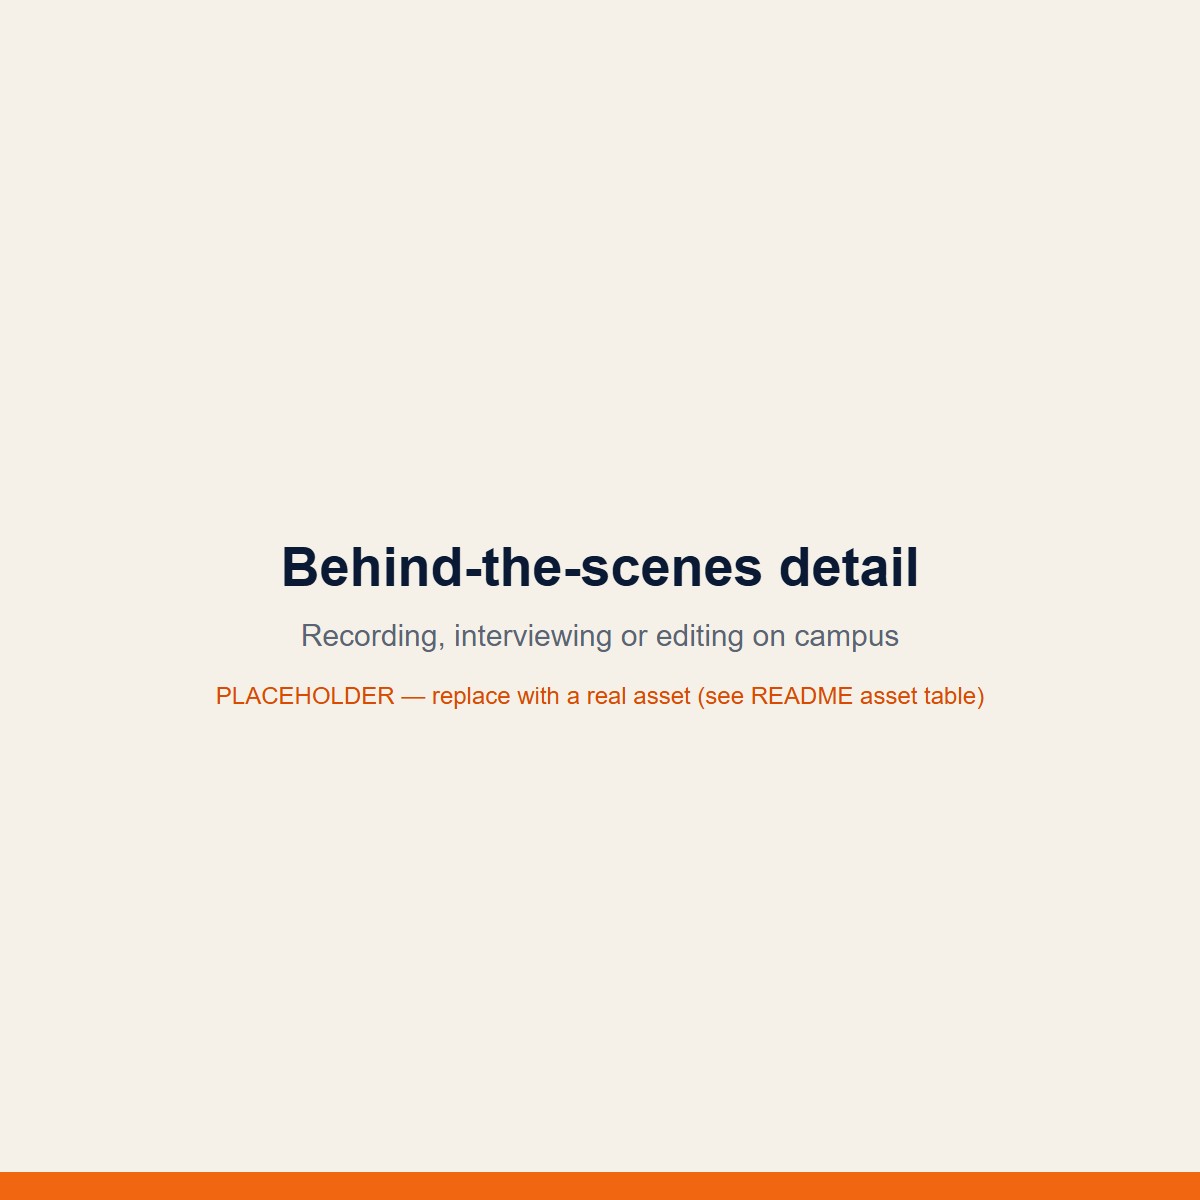 Behind-the-scenes detail
Recording, interviewing or editing on campus
PLACEHOLDER — replace with a real asset (see README asset table)